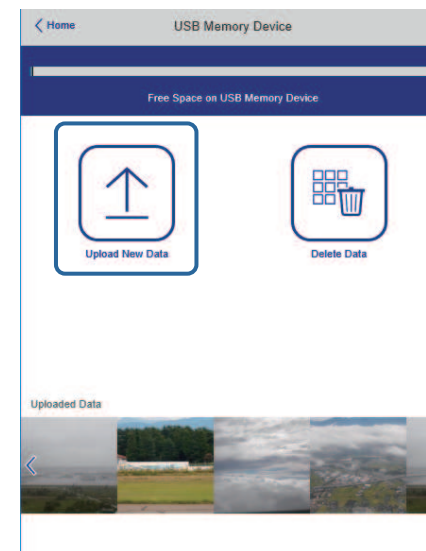 Home
USB Memory Device
Free Space on USB Memory Device
Upload New Data
Delete Data
Uploaded Data